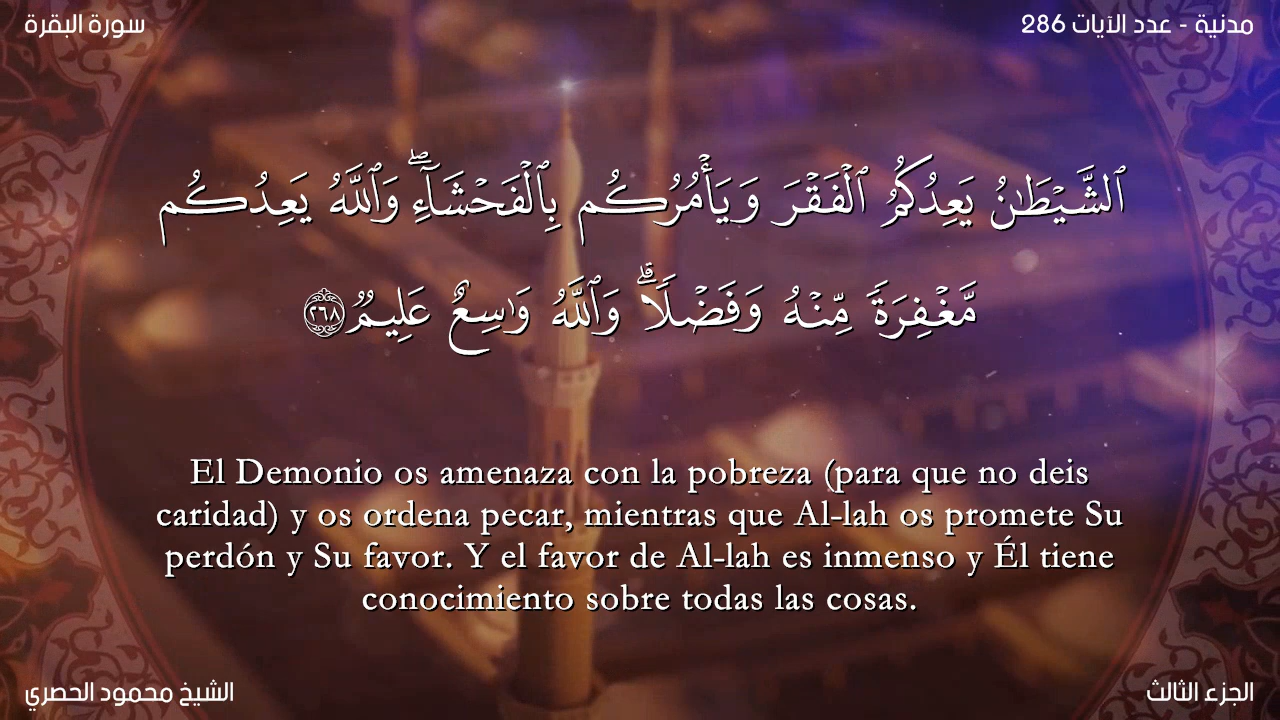 سورة البقرة
مدنية - عدد الآيات 286
ٱلشَّيْطَٰنُ يَعِدُكُمُ ٱلْفَقْرَ وَيَأْمُرُكُم بِٱلْفَحْشَآءِۖ وَٱللَّهُ يَعِدُكُم
مَّغْفِرَةً مِّنْهُ وَفَضْلًاۗ وَٱللَّهُ وَٰسِعٌ عَلِيمٌ ٢٦٨
El Demonio os amenaza con la pobreza (para que no deis
caridad) y os ordena pecar, mientras que Al-lah os promete Su
perdón y Su favor. Y el favor de Al-lah es inmenso y Él tiene
conocimiento sobre todas las cosas.
الشيخ محمود الحصري
الجزء الثالث